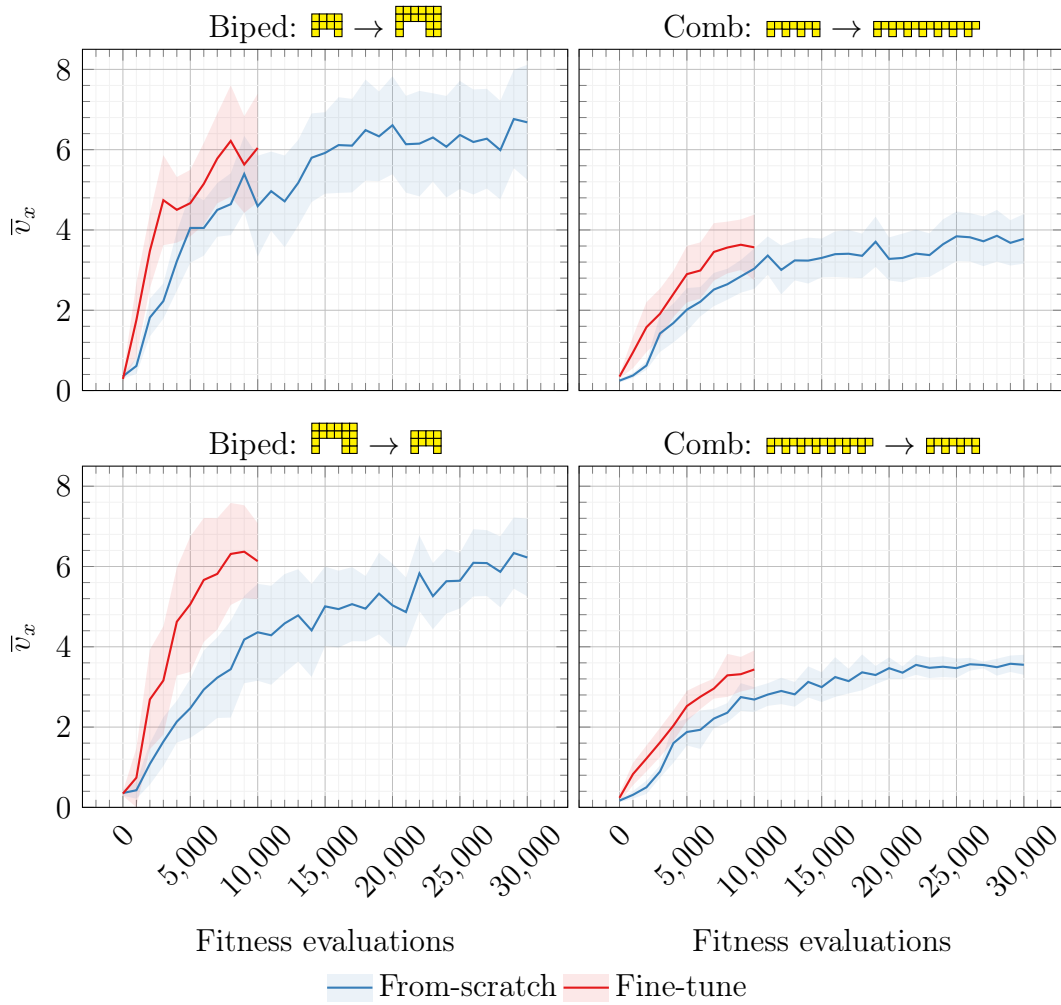 Biped: →
Comb: →
8
6
4
2
0
v̅ₓ
Biped: →
Comb: →
8
6
4
2
0
v̅ₓ
0
5,000
10,000
15,000
20,000
25,000
30,000
0
5,000
10,000
15,000
20,000
25,000
30,000
Fitness evaluations
Fitness evaluations
From-scratch
Fine-tune